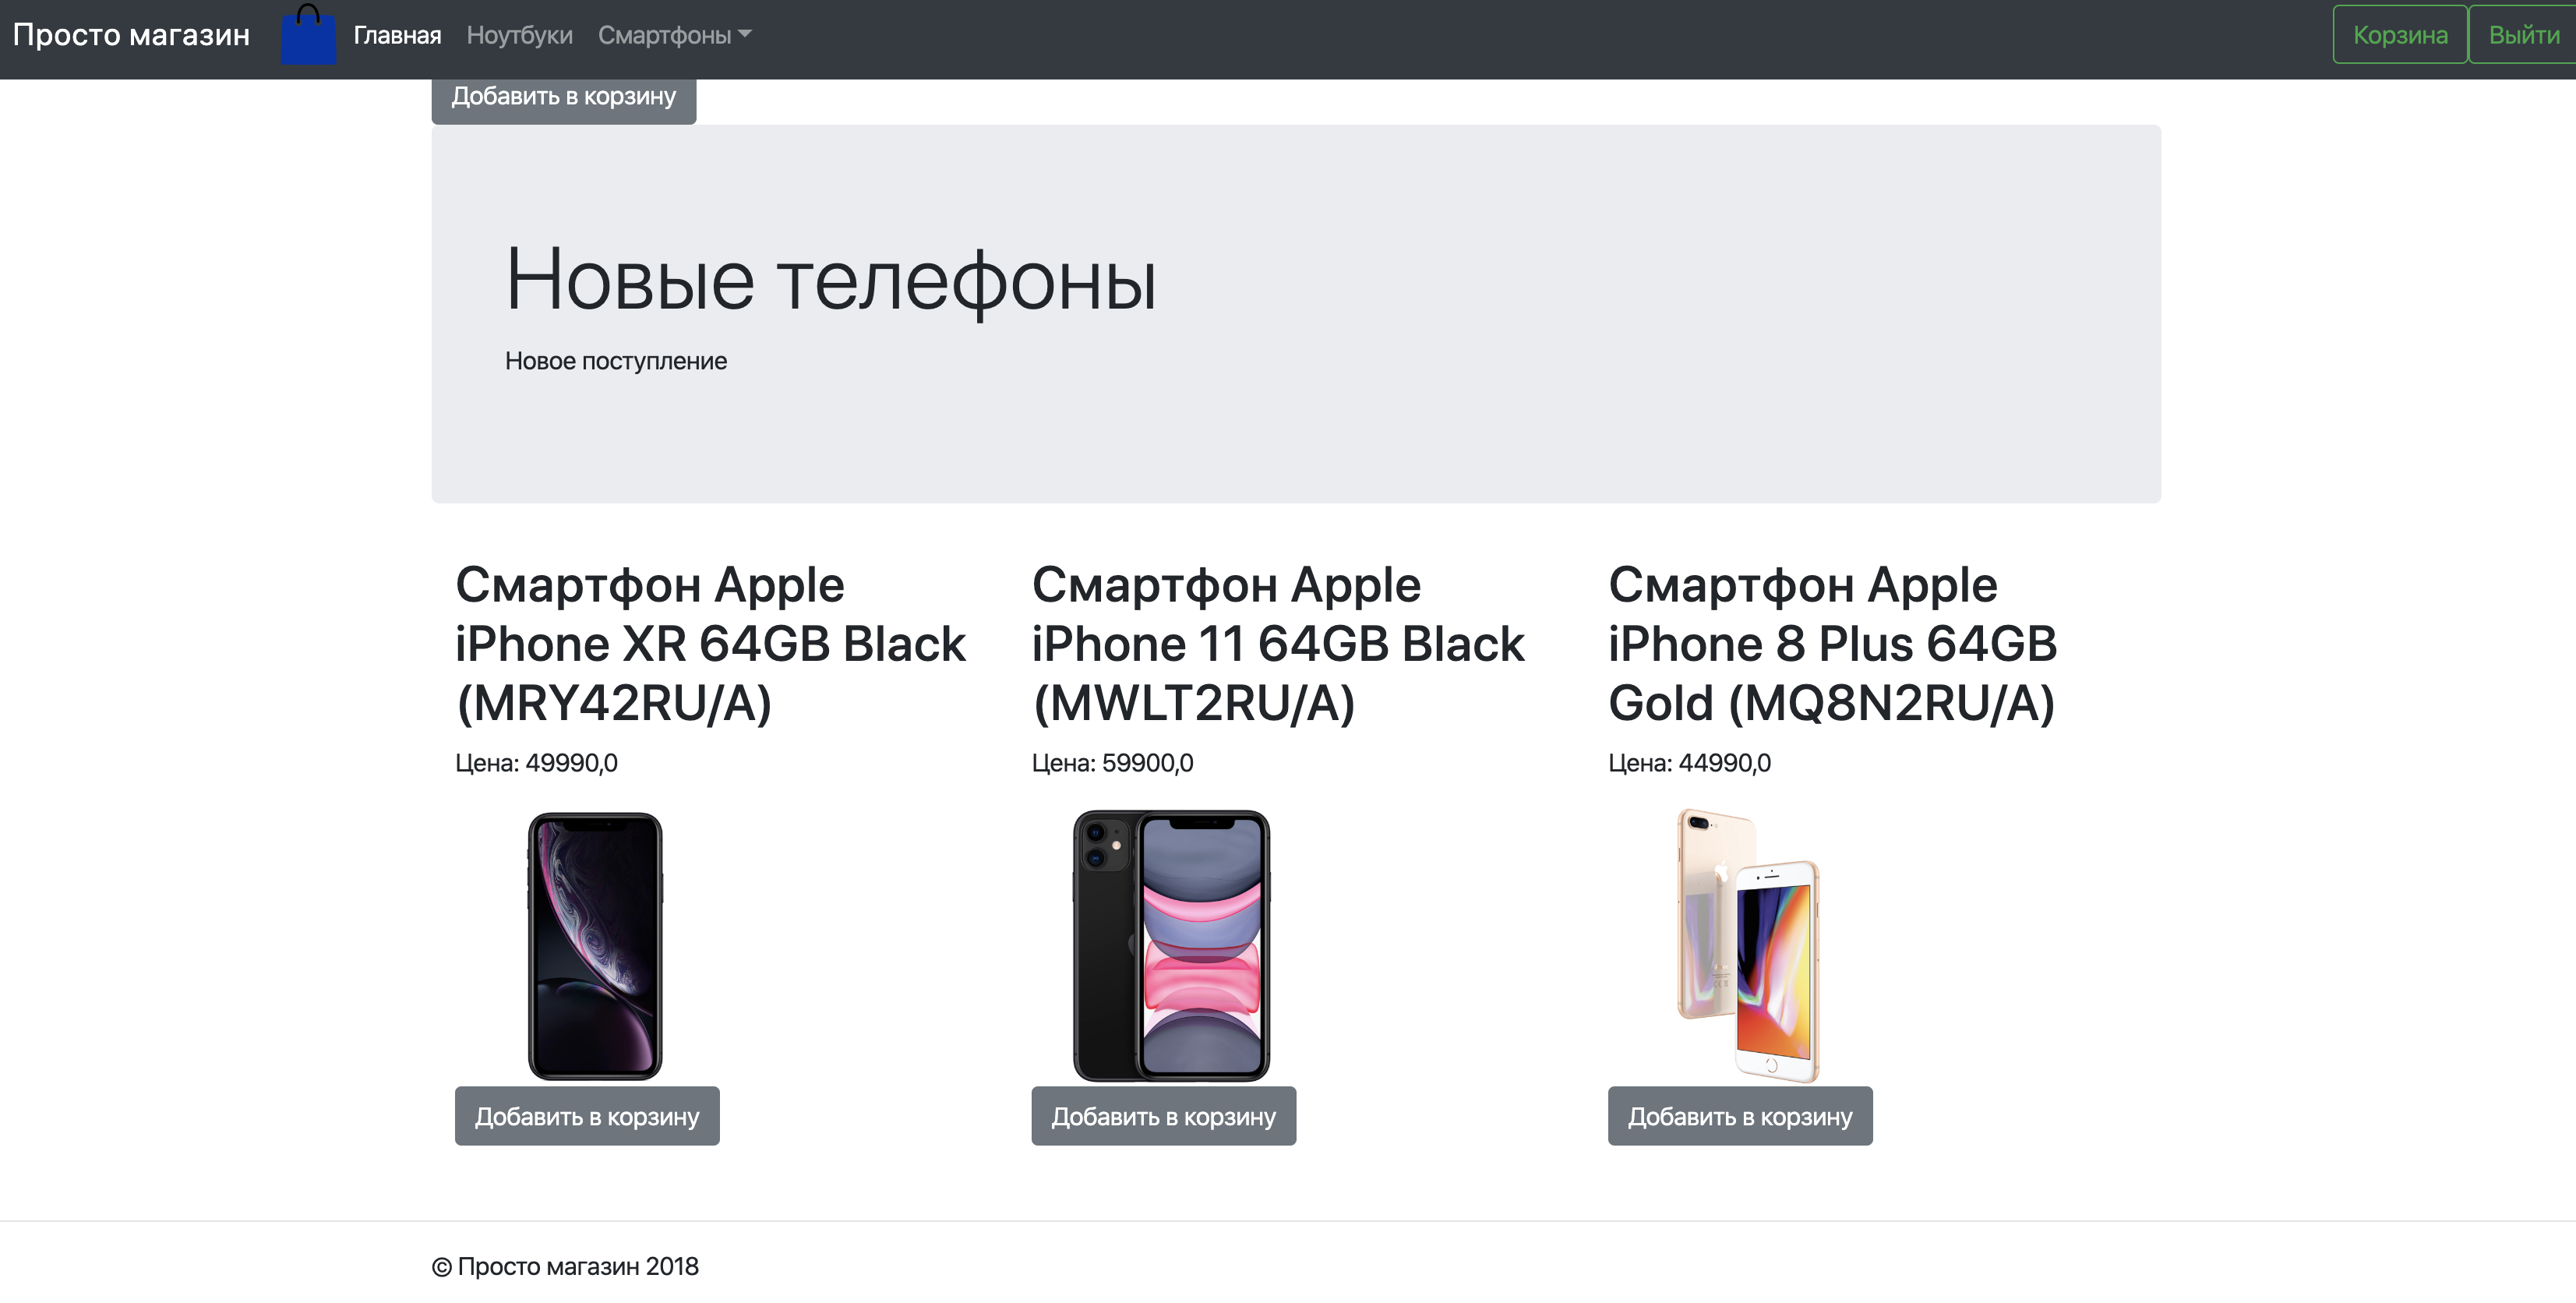 Просто магазин
Главная
Ноутбуки
Смартфоны
Корзина
Выйти
Добавить в корзину
Новые телефоны
Новое поступление
Смартфон Apple
iPhone XR 64GB Black
(MRY42RU/A)
Цена: 49990,0
Добавить в корзину
Смартфон Apple
iPhone 11 64GB Black
(MWLT2RU/A)
Цена: 59900,0
Добавить в корзину
Смартфон Apple
iPhone 8 Plus 64GB
Gold (MQ8N2RU/A)
Цена: 44990,0
Добавить в корзину
© Просто магазин 2018